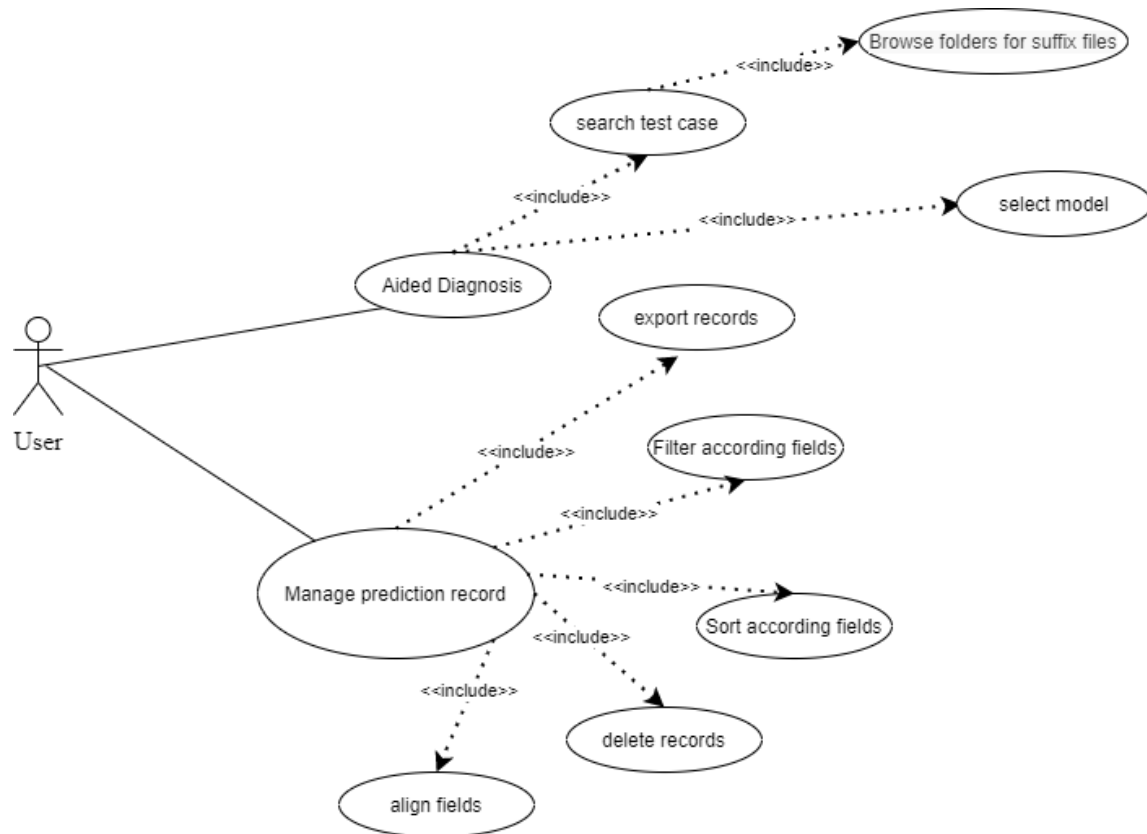 Browse folders for suffix files
<<include>>
search test case
<<include>>
select model
<<include>>
Aided Diagnosis
export records
User
<<include>>
Filter according fields
<<include>>
Manage prediction record
<<include>>
Sort according fields
<<include>>
<<include>>
delete records
align fields